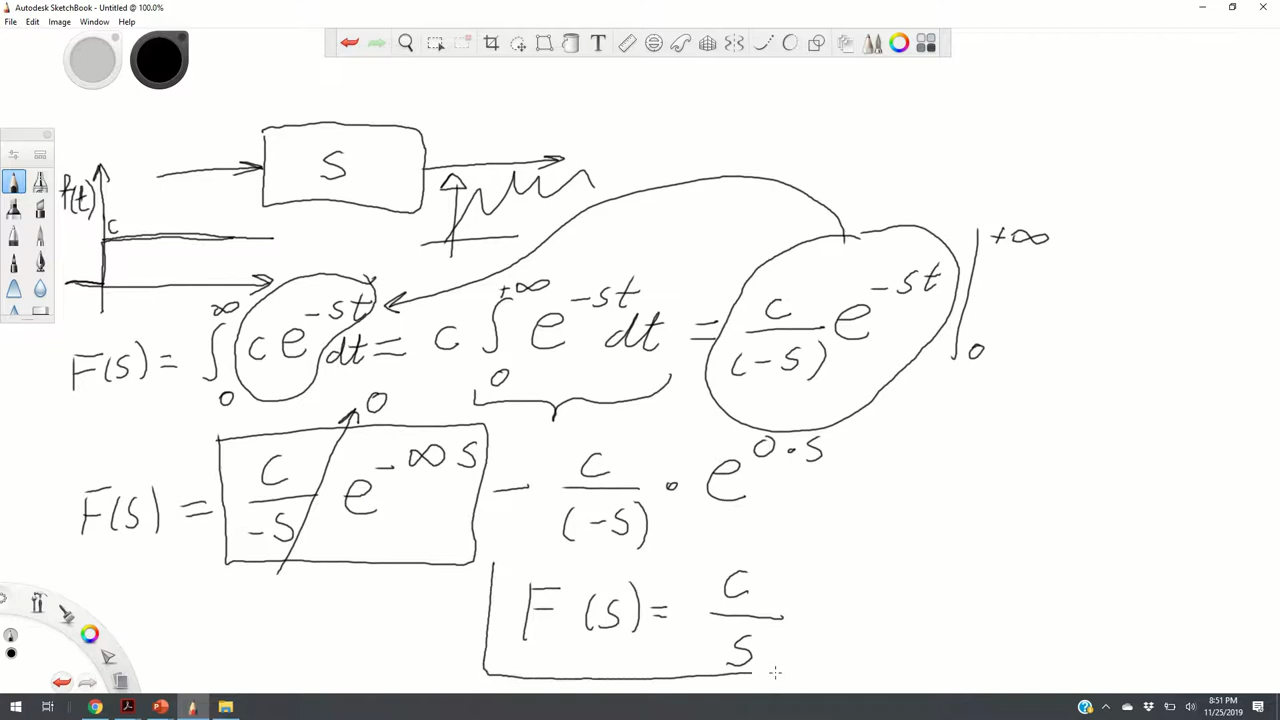 Autodesk SketchBook - Untitled @ 100.0%
File Edit Image Window Help
S
f(t)
c
F(s) = ∫₀^∞ c e^{-st} dt = c ∫₀^{+∞} e^{-st} dt = c/(-s) e^{-st} |₀^{+∞}
0
F(s) = c/-s e^{-∞s} - c/(-s) • e^{0•s}
F(s) = c/s
8:51 PM
11/25/2019